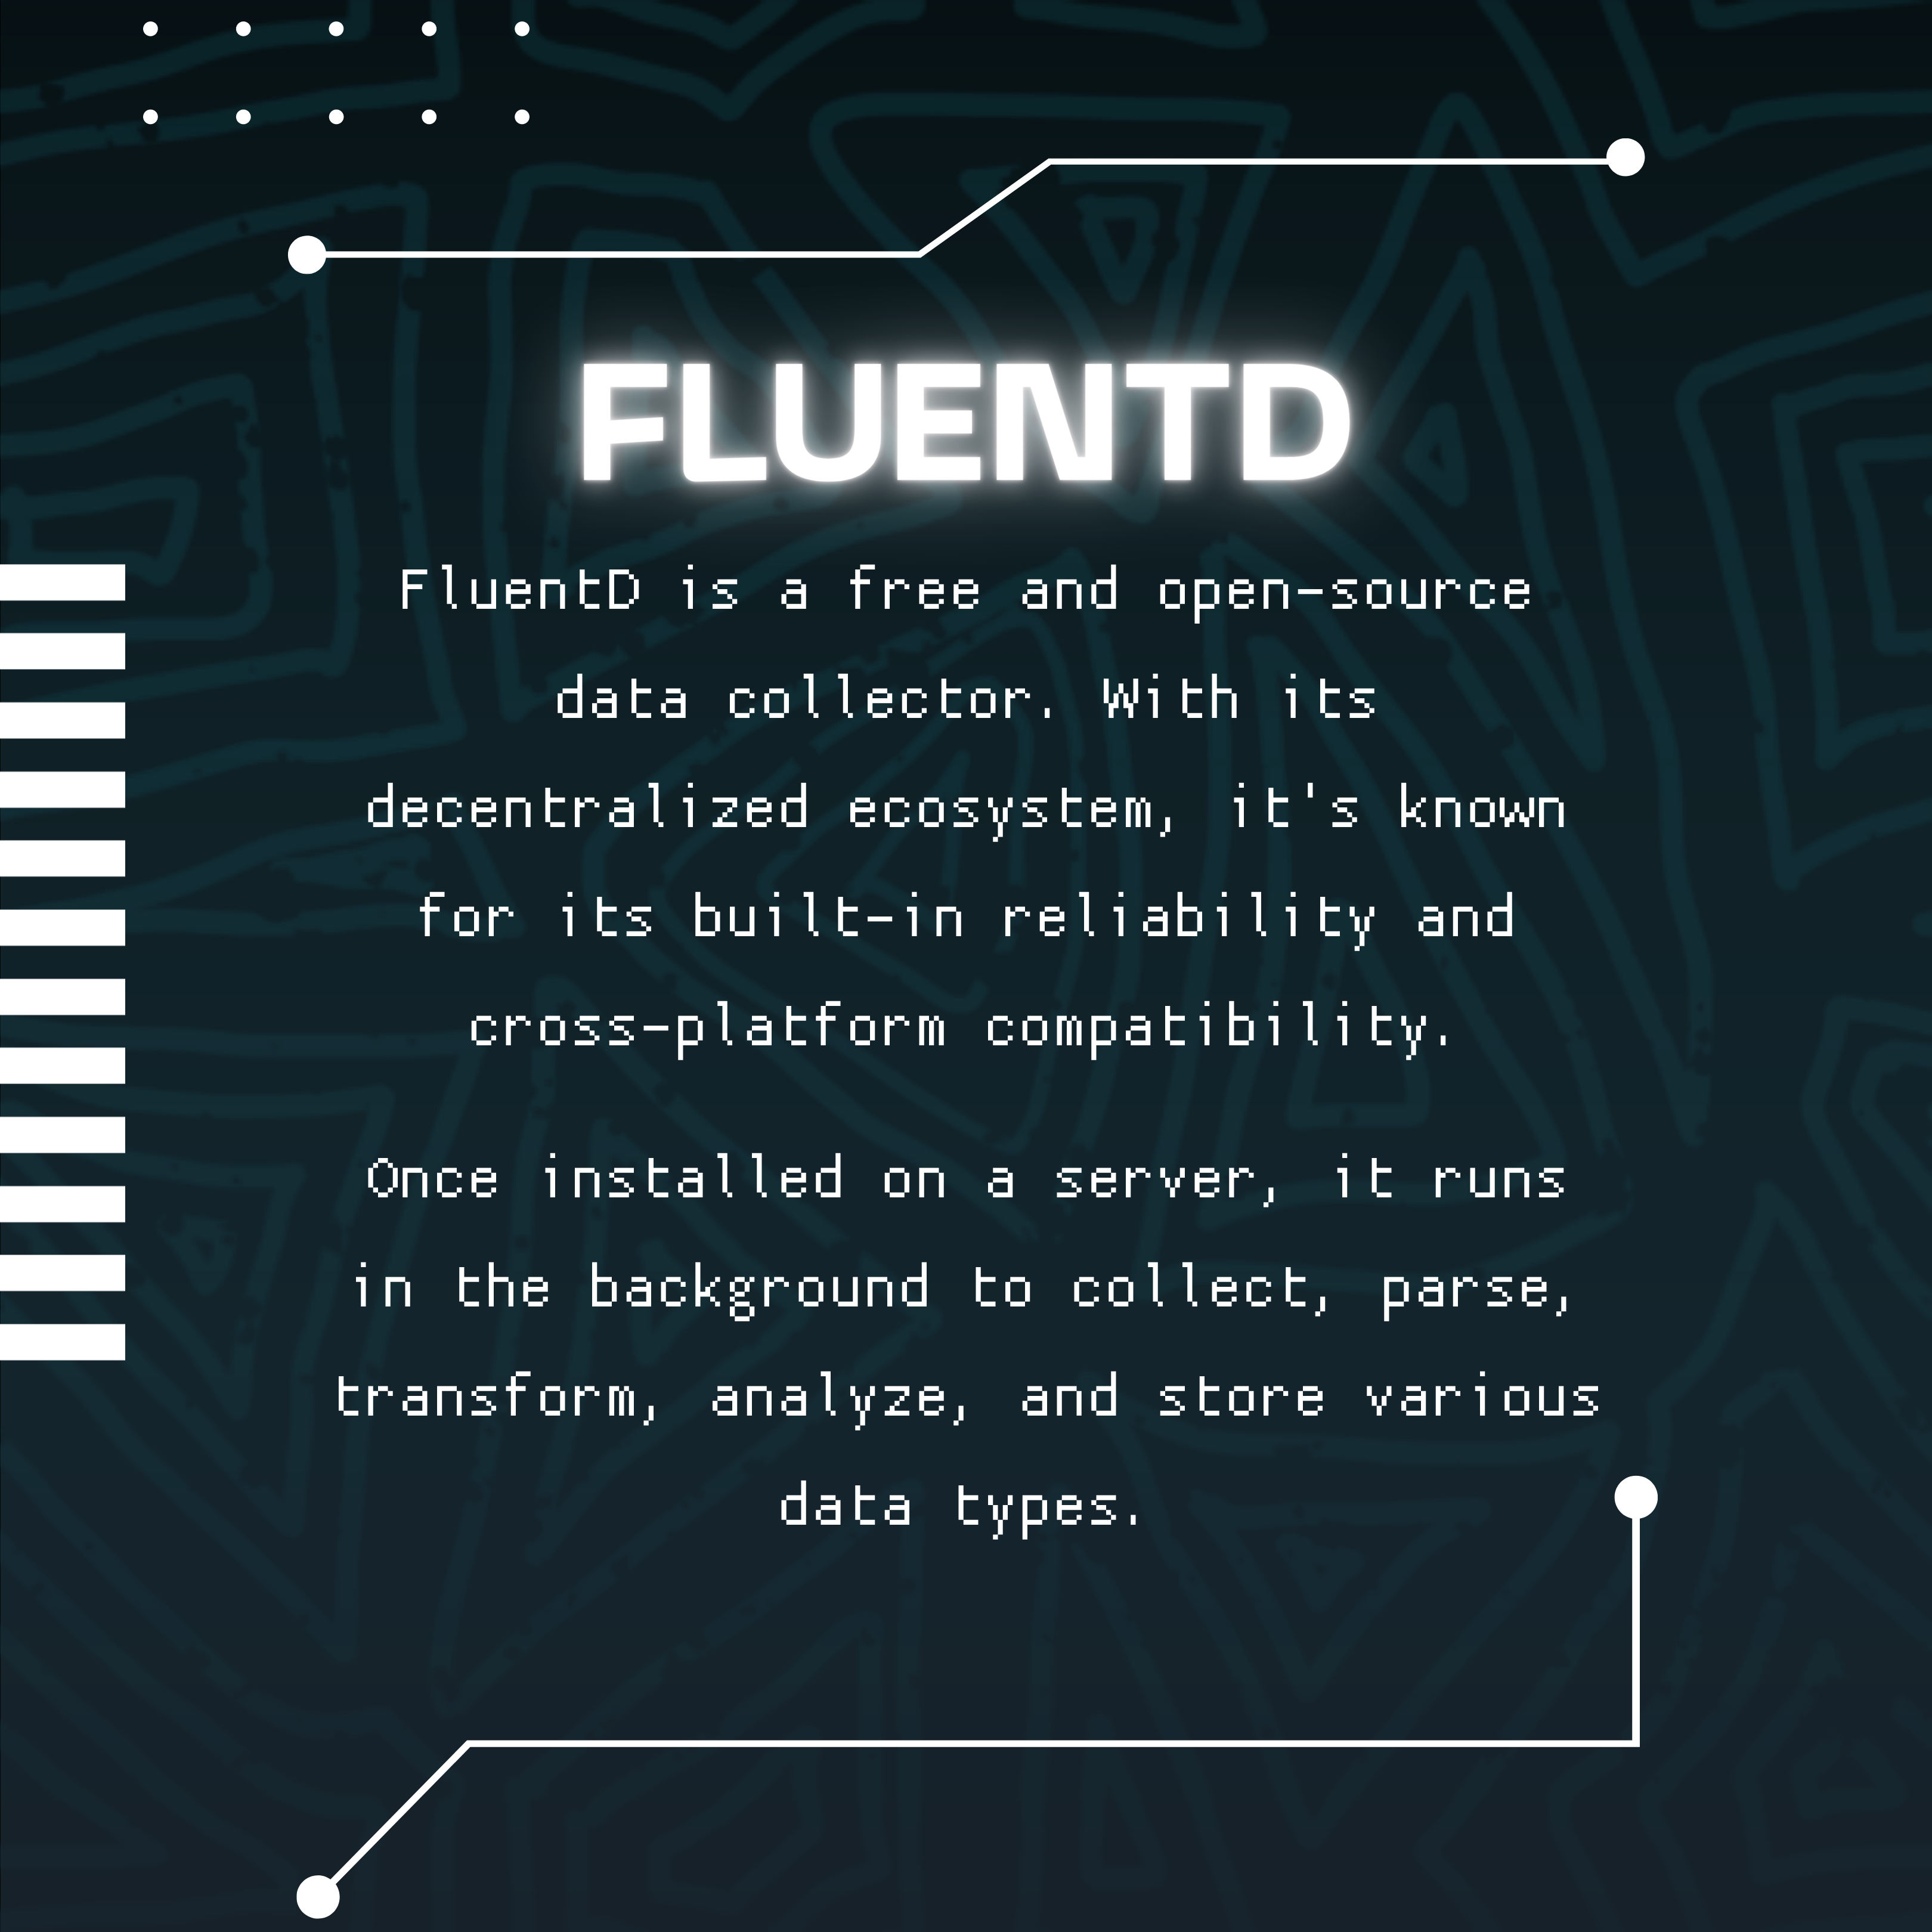 FLUENTD
FluentD is a free and open-source
data collector. With its
decentralized ecosystem, it's known
for its built-in reliability and
cross-platform compatibility.
Once installed on a server, it runs
in the background to collect, parse,
transform, analyze, and store various
data types.